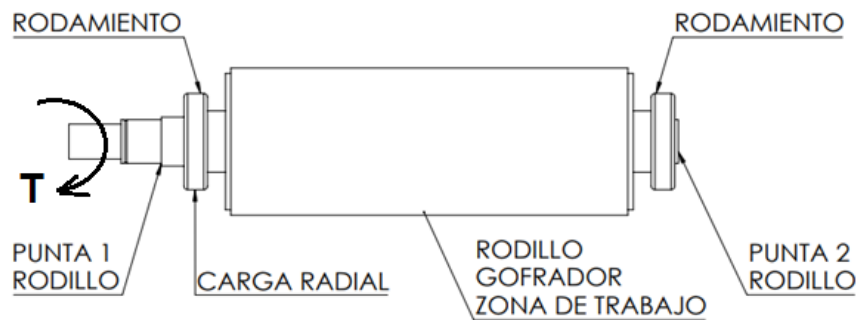 RODAMIENTO
RODAMIENTO
T
PUNTA 1
RODILLO
CARGA RADIAL
RODILLO
GOFRADOR
ZONA DE TRABAJO
PUNTA 2
RODILLO